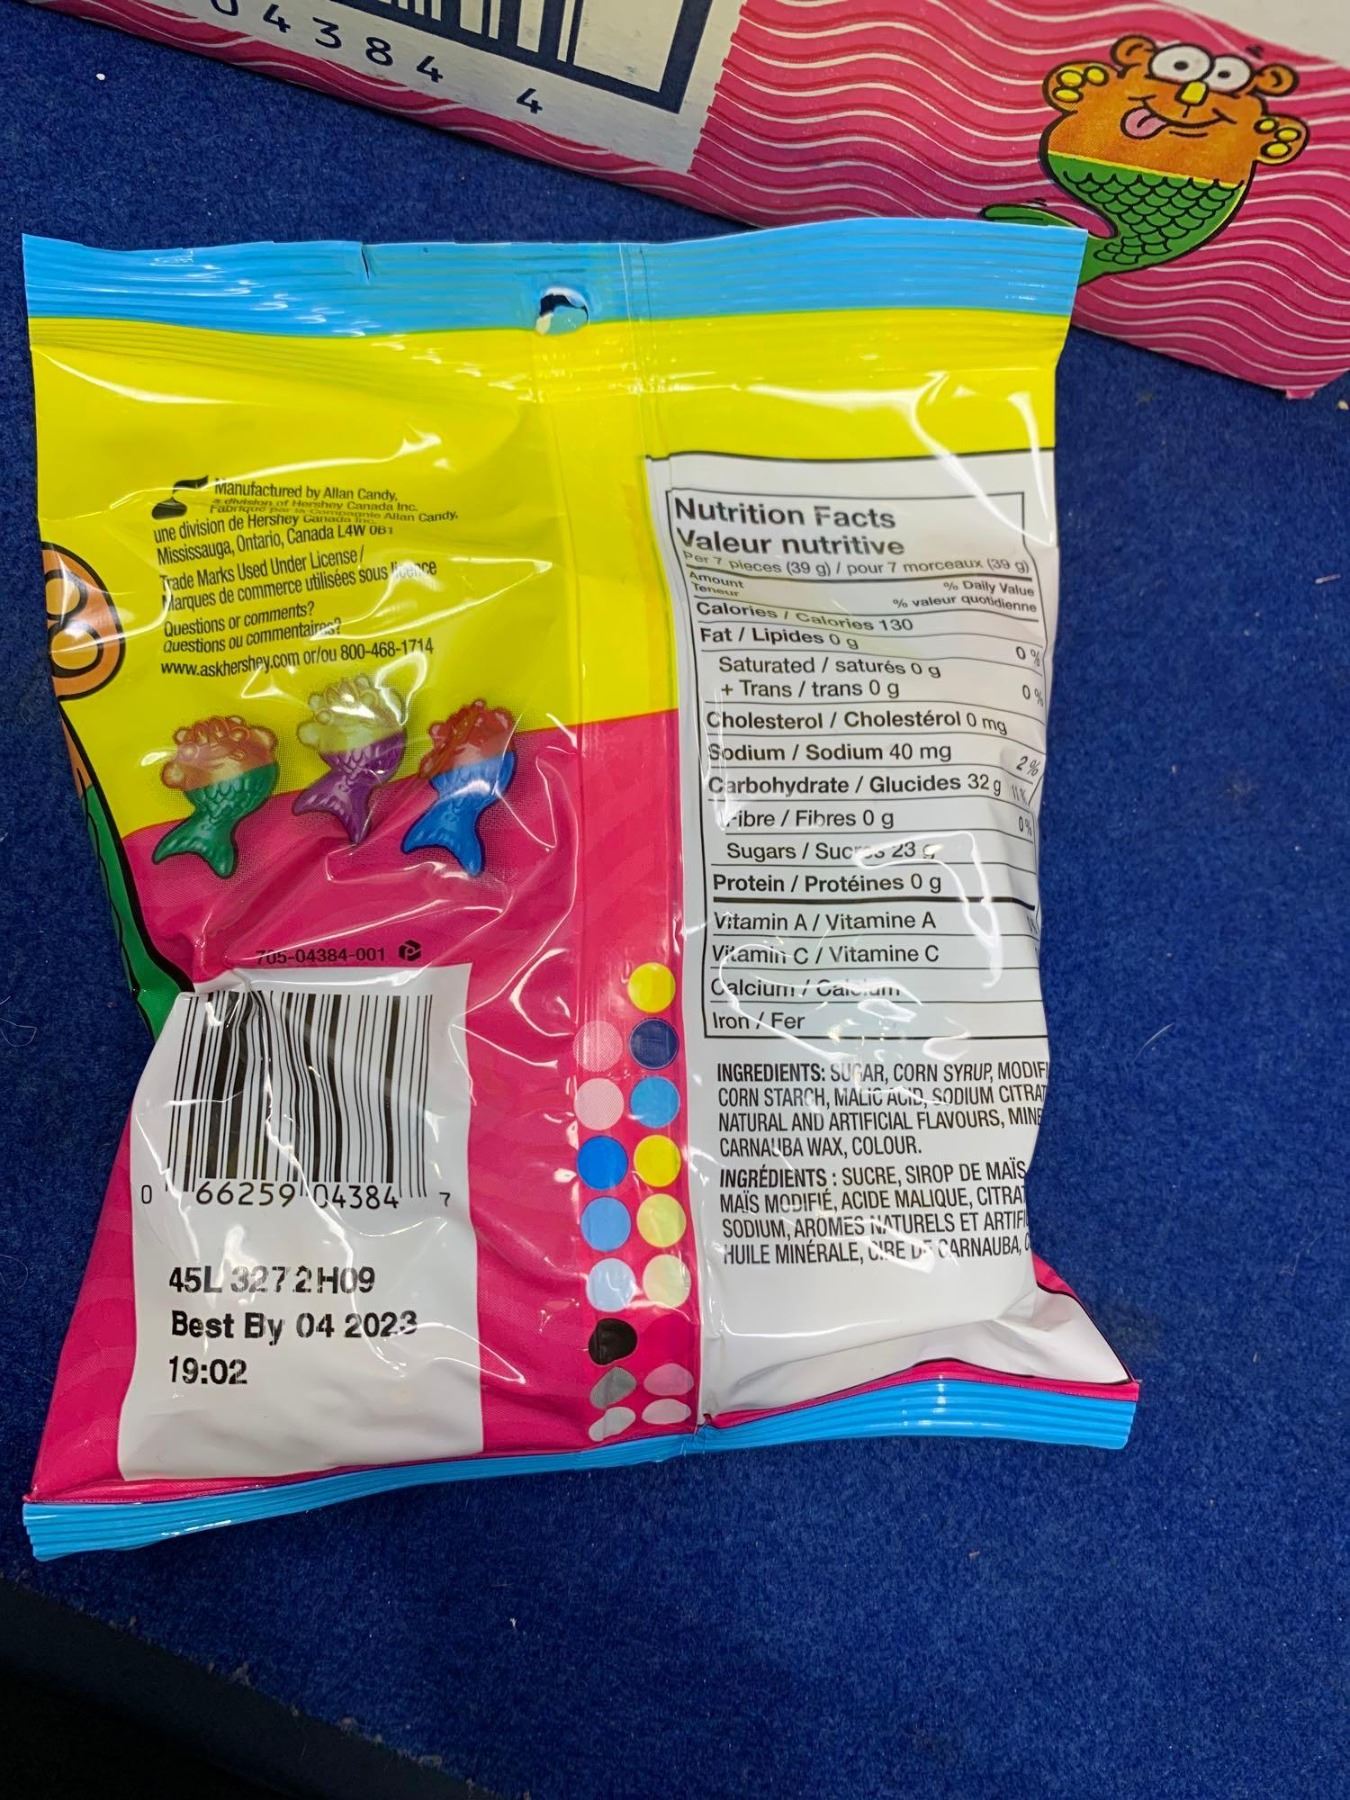 04384 4
Manufactured by Allan Candy,
a division of Hershey Canada Inc.
Fabriqué par la Compagnie Allan Candy,
une division de Hershey Canada Inc.
Mississauga, Ontario, Canada L4W 0B1
Trade Marks Used Under License /
Marques de commerce utilisées sous licence
Questions or comments?
Questions ou commentaires?
www.askhershey.com or/ou 800-468-1714
705-04384-001
0 66259 04384 7
45L 3272H09
Best By 04 2023
19:02
Nutrition Facts
Valeur nutritive
Per 7 pieces (39 g) / pour 7 morceaux (39 g)
Amount % Daily Value
Teneur % valeur quotidienne
Calories / Calories 130
Fat / Lipides 0 g 0 %
Saturated / saturés 0 g
+ Trans / trans 0 g 0 %
Cholesterol / Cholestérol 0 mg
Sodium / Sodium 40 mg 2 %
Carbohydrate / Glucides 32 g 11 %
Fibre / Fibres 0 g 0 %
Sugars / Sucres 23 g
Protein / Protéines 0 g
Vitamin A / Vitamine A
Vitamin C / Vitamine C
Calcium / Calcium
Iron / Fer
INGREDIENTS: SUGAR, CORN SYRUP, MODIFI
CORN STARCH, MALIC ACID, SODIUM CITRAT
NATURAL AND ARTIFICIAL FLAVOURS, MINE
CARNAUBA WAX, COLOUR.
INGRÉDIENTS : SUCRE, SIROP DE MAÏS,
MAÏS MODIFIÉ, ACIDE MALIQUE, CITRAT
SODIUM, ARÔMES NATURELS ET ARTIFI
HUILE MINÉRALE, CIRE DE CARNAUBA, C